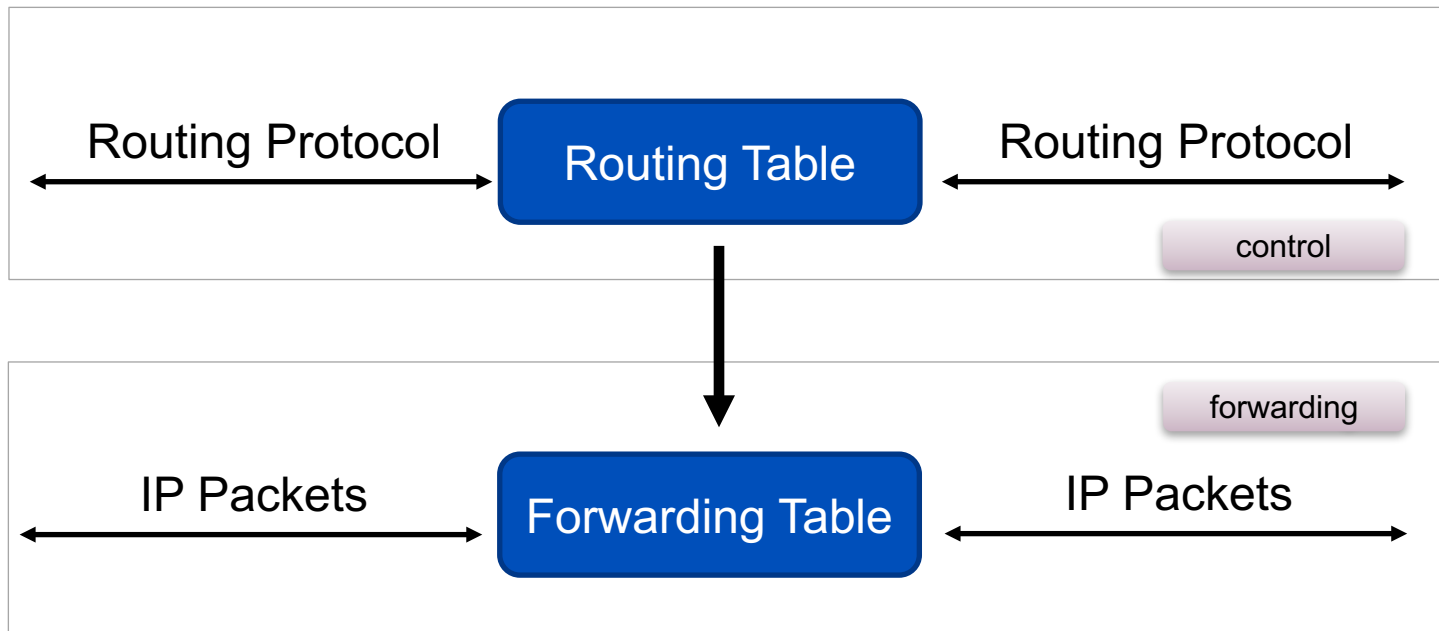 Routing Protocol
Routing Table
Routing Protocol
control
forwarding
IP Packets
Forwarding Table
IP Packets